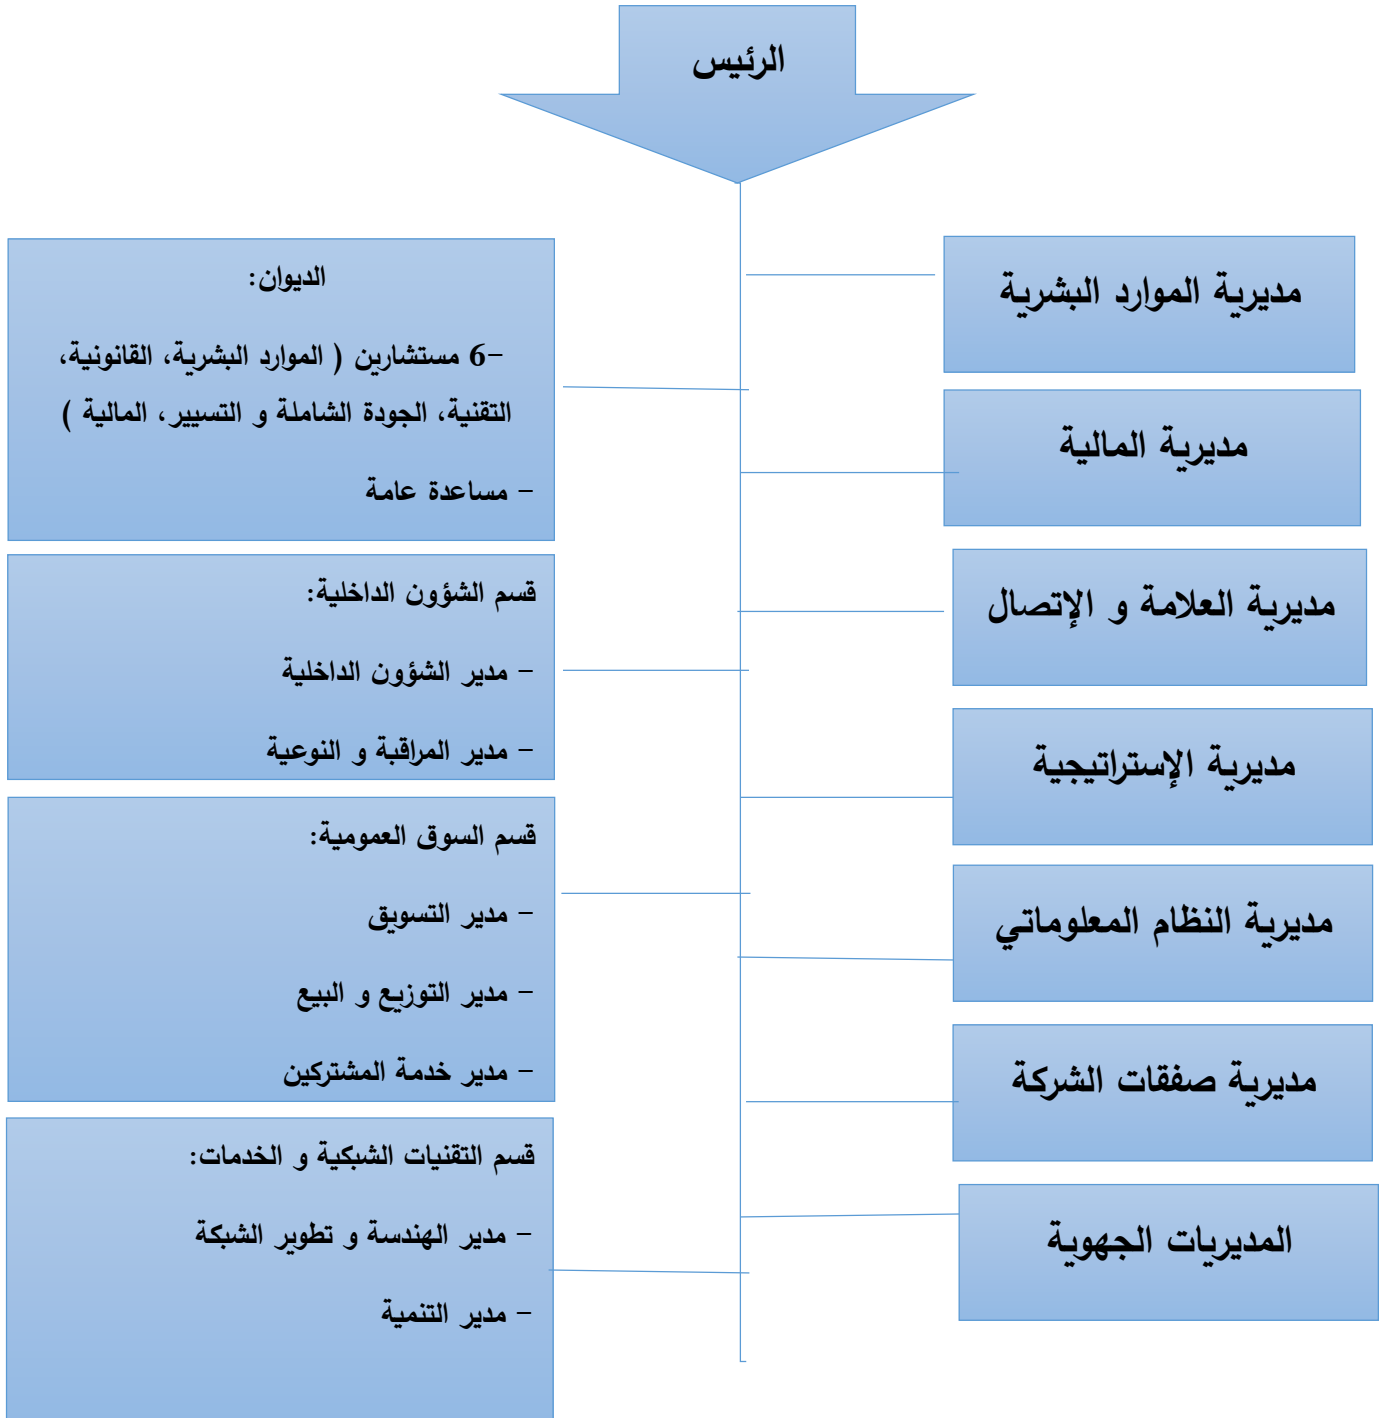 الرئيس
مديرية الموارد البشرية
مديرية المالية
مديرية العلامة و الإتصال
مديرية الإستراتيجية
مديرية النظام المعلوماتي
مديرية صفقات الشركة
المديريات الجهوية
الديوان:
-6 مستشارين ( الموارد البشرية، القانونية،
التقنية، الجودة الشاملة و التسيير، المالية )
- مساعدة عامة
قسم الشؤون الداخلية:
- مدير الشؤون الداخلية
- مدير المراقبة و النوعية
قسم السوق العمومية:
- مدير التسويق
- مدير التوزيع و البيع
- مدير خدمة المشتركين
قسم التقنيات الشبكية و الخدمات:
- مدير الهندسة و تطوير الشبكة
- مدير التنمية